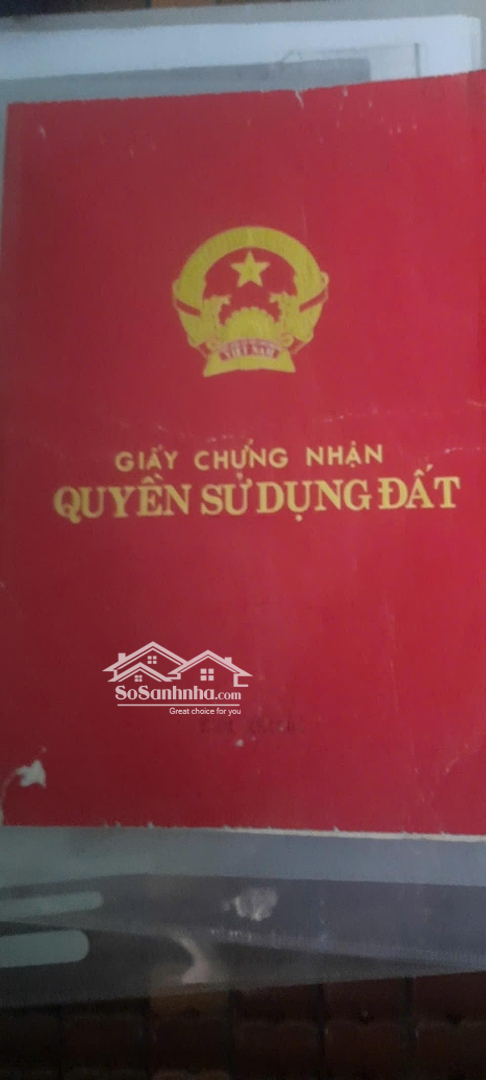 VIỆT NAM
GIẤY CHỨNG NHẬN
QUYỀN SỬ DỤNG ĐẤT
SoSanhnha.com
Great choice for you